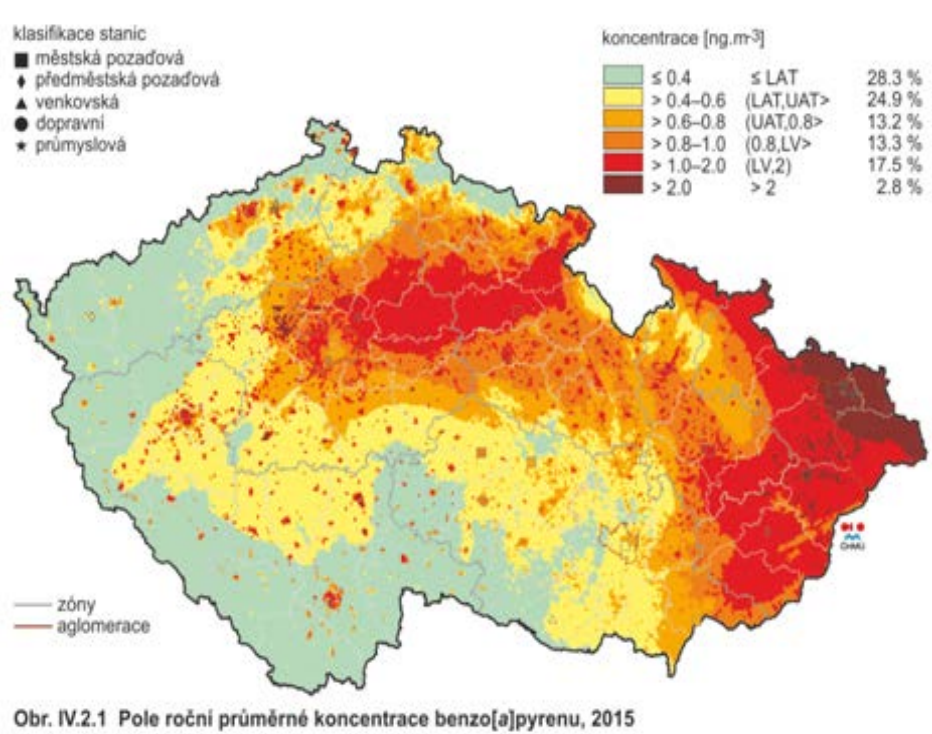 klasifikace stanic
městská pozaďová
předměstská pozaďová
venkovská
dopravní
průmyslová
koncentrace [ng.m-3]
≤ 0.4 ≤ LAT 28.3 %
> 0.4–0.6 (LAT,UAT> 24.9 %
> 0.6–0.8 (UAT,0.8> 13.2 %
> 0.8–1.0 (0.8,LV> 13.3 %
> 1.0–2.0 (LV,2) 17.5 %
> 2.0 > 2 2.8 %
CHMU
zóny
aglomerace
Obr. IV.2.1 Pole roční průměrné koncentrace benzo[a]pyrenu, 2015